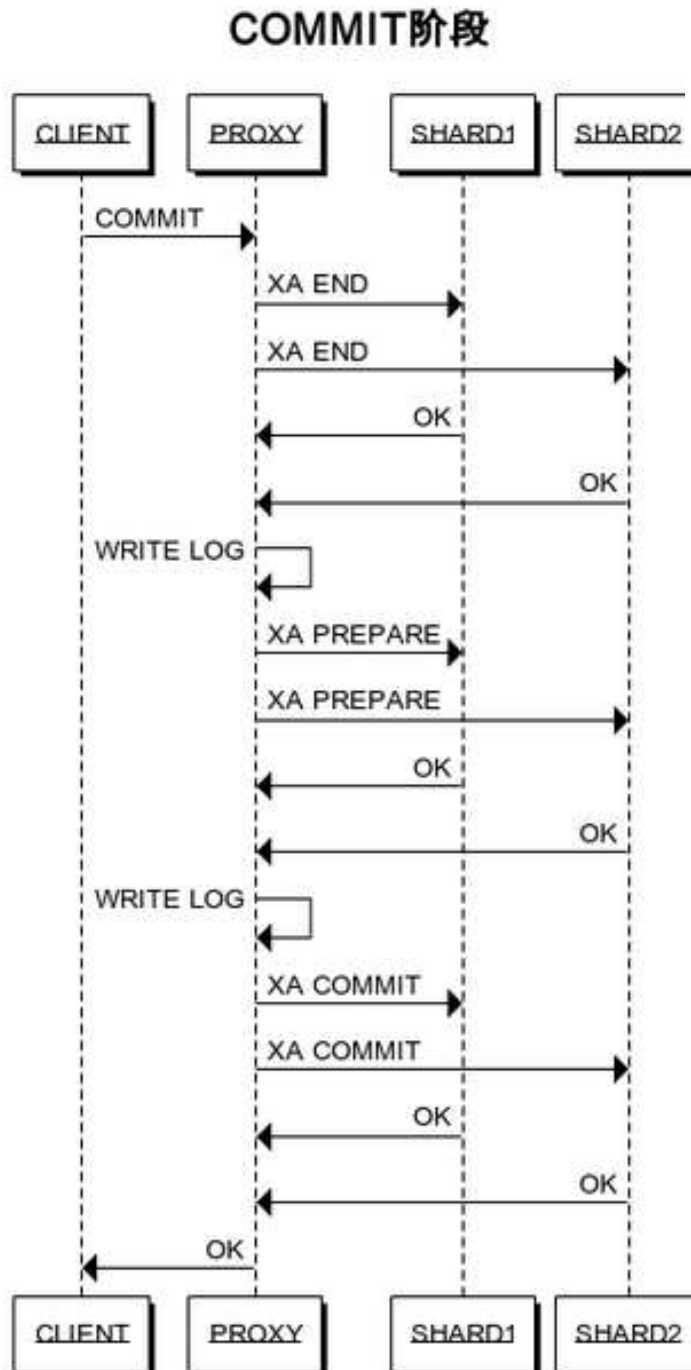 COMMIT阶段
CLIENT PROXY SHARD1 SHARD2
COMMIT
XA END
XA END
OK
OK
WRITE LOG
XA PREPARE
XA PREPARE
OK
OK
WRITE LOG
XA COMMIT
XA COMMIT
OK
OK
OK
CLIENT PROXY SHARD1 SHARD2